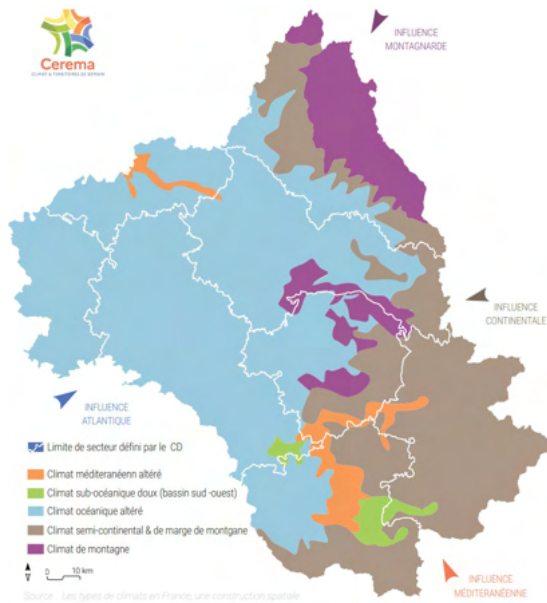 Cerema
CLIMAT & TERRITOIRES DE DEMAIN
INFLUENCE
MONTAGNARDE
INFLUENCE
CONTINENTALE
INFLUENCE
ATLANTIQUE
Limite de secteur défini par le CD
Climat méditeranéenn altéré
Climat sub-océanique doux (bassin sud -ouest)
Climat océanique altéré
Climat semi-continental & de marge de montgane
Climat de montagne
N
0 10 km
INFLUENCE
MÉDITERANÉENNE
Source : Les types de climats en France, une construction spatiale